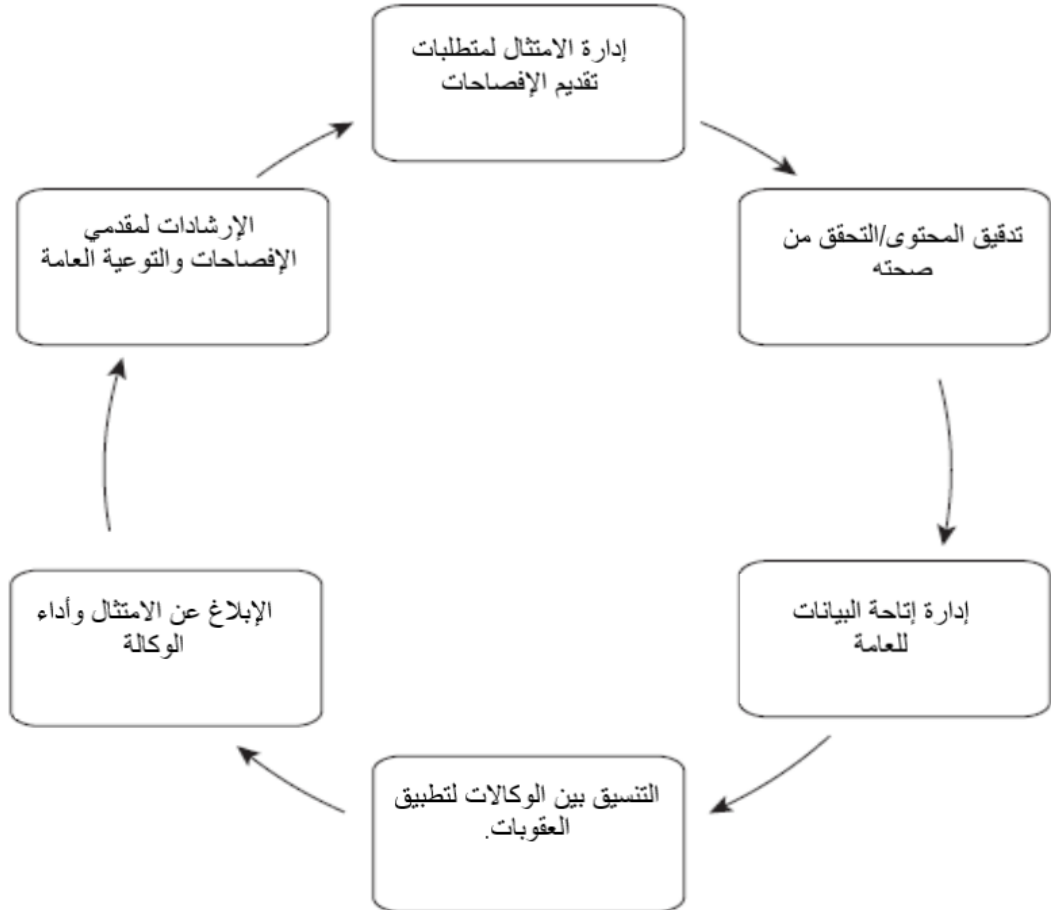 إدارة الامتثال لمتطلبات
تقديم الإفصاحات
تدقيق المحتوى/التحقق من
صحته
إدارة إتاحة البيانات
للعامة
التنسيق بين الوكالات لتطبيق
العقوبات.
الإبلاغ عن الامتثال وأداء
الوكالة
الإرشادات لمقدمي
الإفصاحات والتوعية العامة